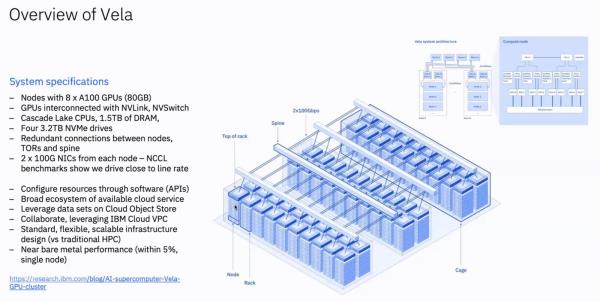 Overview of Vela
System specifications
– Nodes with 8 x A100 GPUs (80GB)
– GPUs interconnected with NVLink, NVSwitch
– Cascade Lake CPUs, 1.5TB of DRAM,
– Four 3.2TB NVMe drives
– Redundant connections between nodes,
TORs and spine
– 2 x 100G NICs from each node – NCCL
benchmarks show we drive close to line rate
– Configure resources through software (APIs)
– Broad ecosystem of available cloud service
– Leverage data sets on Cloud Object Store
– Collaborate, leveraging IBM Cloud VPC
– Standard, flexible, scalable infrastructure
design (vs traditional HPC)
– Near bare metal performance (within 5%,
single node)
https://research.ibm.com/blog/AI-supercomputer-Vela-
GPU-cluster
Vela system architecture
Compute node
2x100Gbps
Spine
Top of rack
Node
Rack
Cage